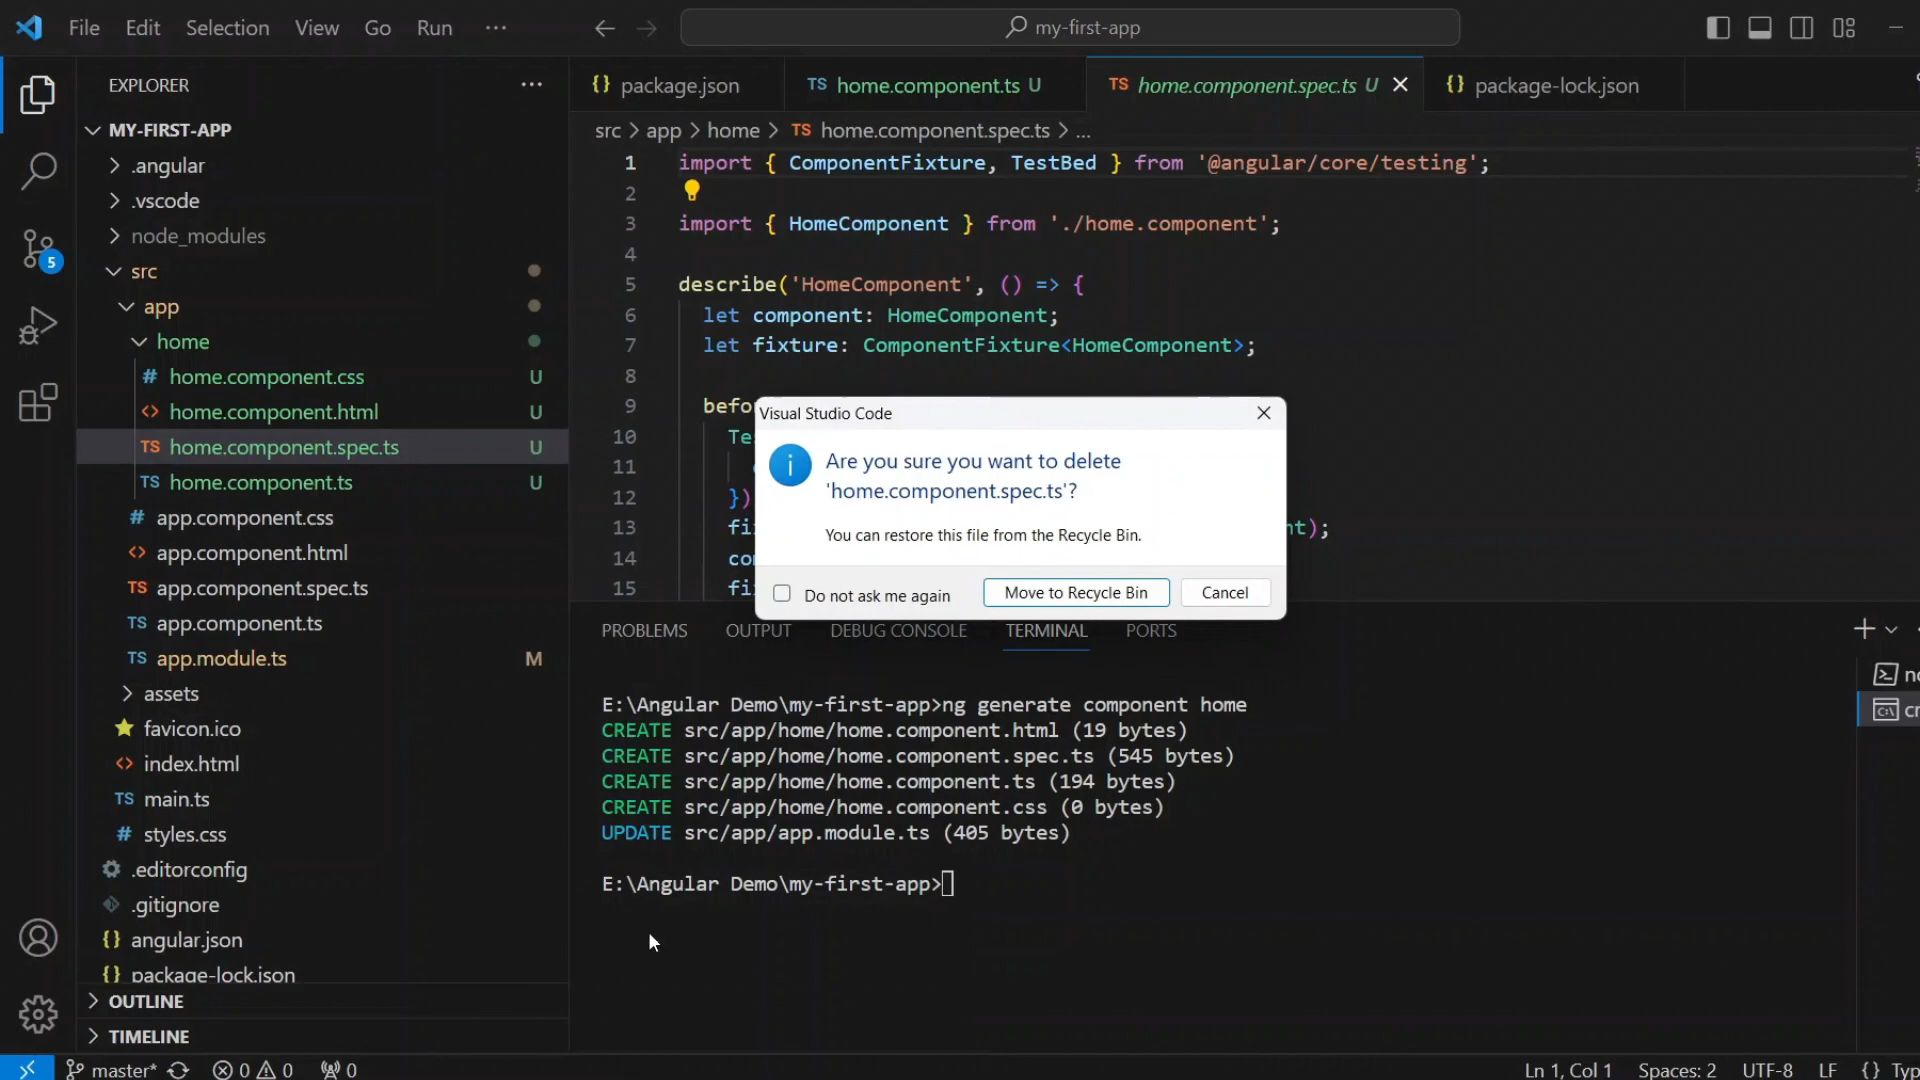 File Edit Selection View Go Run ...
my-first-app
EXPLORER ...
MY-FIRST-APP
.angular
.vscode
node_modules
5
src
app
home
# home.component.css U
<> home.component.html U
TS home.component.spec.ts U
TS home.component.ts U
# app.component.css
<> app.component.html
TS app.component.spec.ts
TS app.component.ts
TS app.module.ts M
assets
favicon.ico
<> index.html
TS main.ts
# styles.css
.editorconfig
.gitignore
{} angular.json
{} package-lock.json
OUTLINE
TIMELINE
{} package.json TS home.component.ts U TS home.component.spec.ts U {} package-lock.json
src > app > home > TS home.component.spec.ts > ...
1 import { ComponentFixture, TestBed } from '@angular/core/testing';
2
3 import { HomeComponent } from './home.component';
4
5 describe('HomeComponent', () => {
6 let component: HomeComponent;
7 let fixture: ComponentFixture<HomeComponent>;
8
9 befo
10 Te
11
12 })
13 fi nt);
14 co
15 fi
Visual Studio Code
i Are you sure you want to delete
'home.component.spec.ts'?
You can restore this file from the Recycle Bin.
Do not ask me again Move to Recycle Bin Cancel
PROBLEMS OUTPUT DEBUG CONSOLE TERMINAL PORTS
E:\Angular Demo\my-first-app>ng generate component home
CREATE src/app/home/home.component.html (19 bytes)
CREATE src/app/home/home.component.spec.ts (545 bytes)
CREATE src/app/home/home.component.ts (194 bytes)
CREATE src/app/home/home.component.css (0 bytes)
UPDATE src/app/app.module.ts (405 bytes)
E:\Angular Demo\my-first-app>
master* 0 0 0 Ln 1, Col 1 Spaces: 2 UTF-8 LF {} Typ